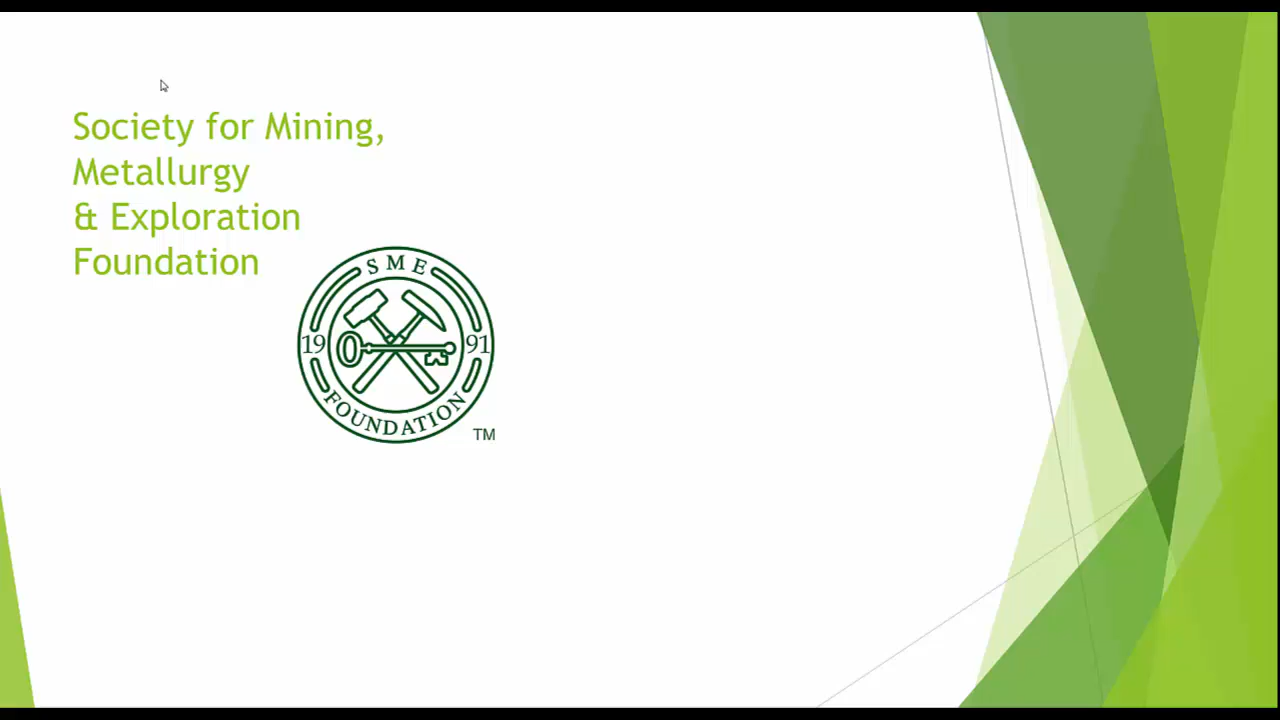 Society for Mining,
Metallurgy
& Exploration
Foundation
SME
19 91
FOUNDATION
TM